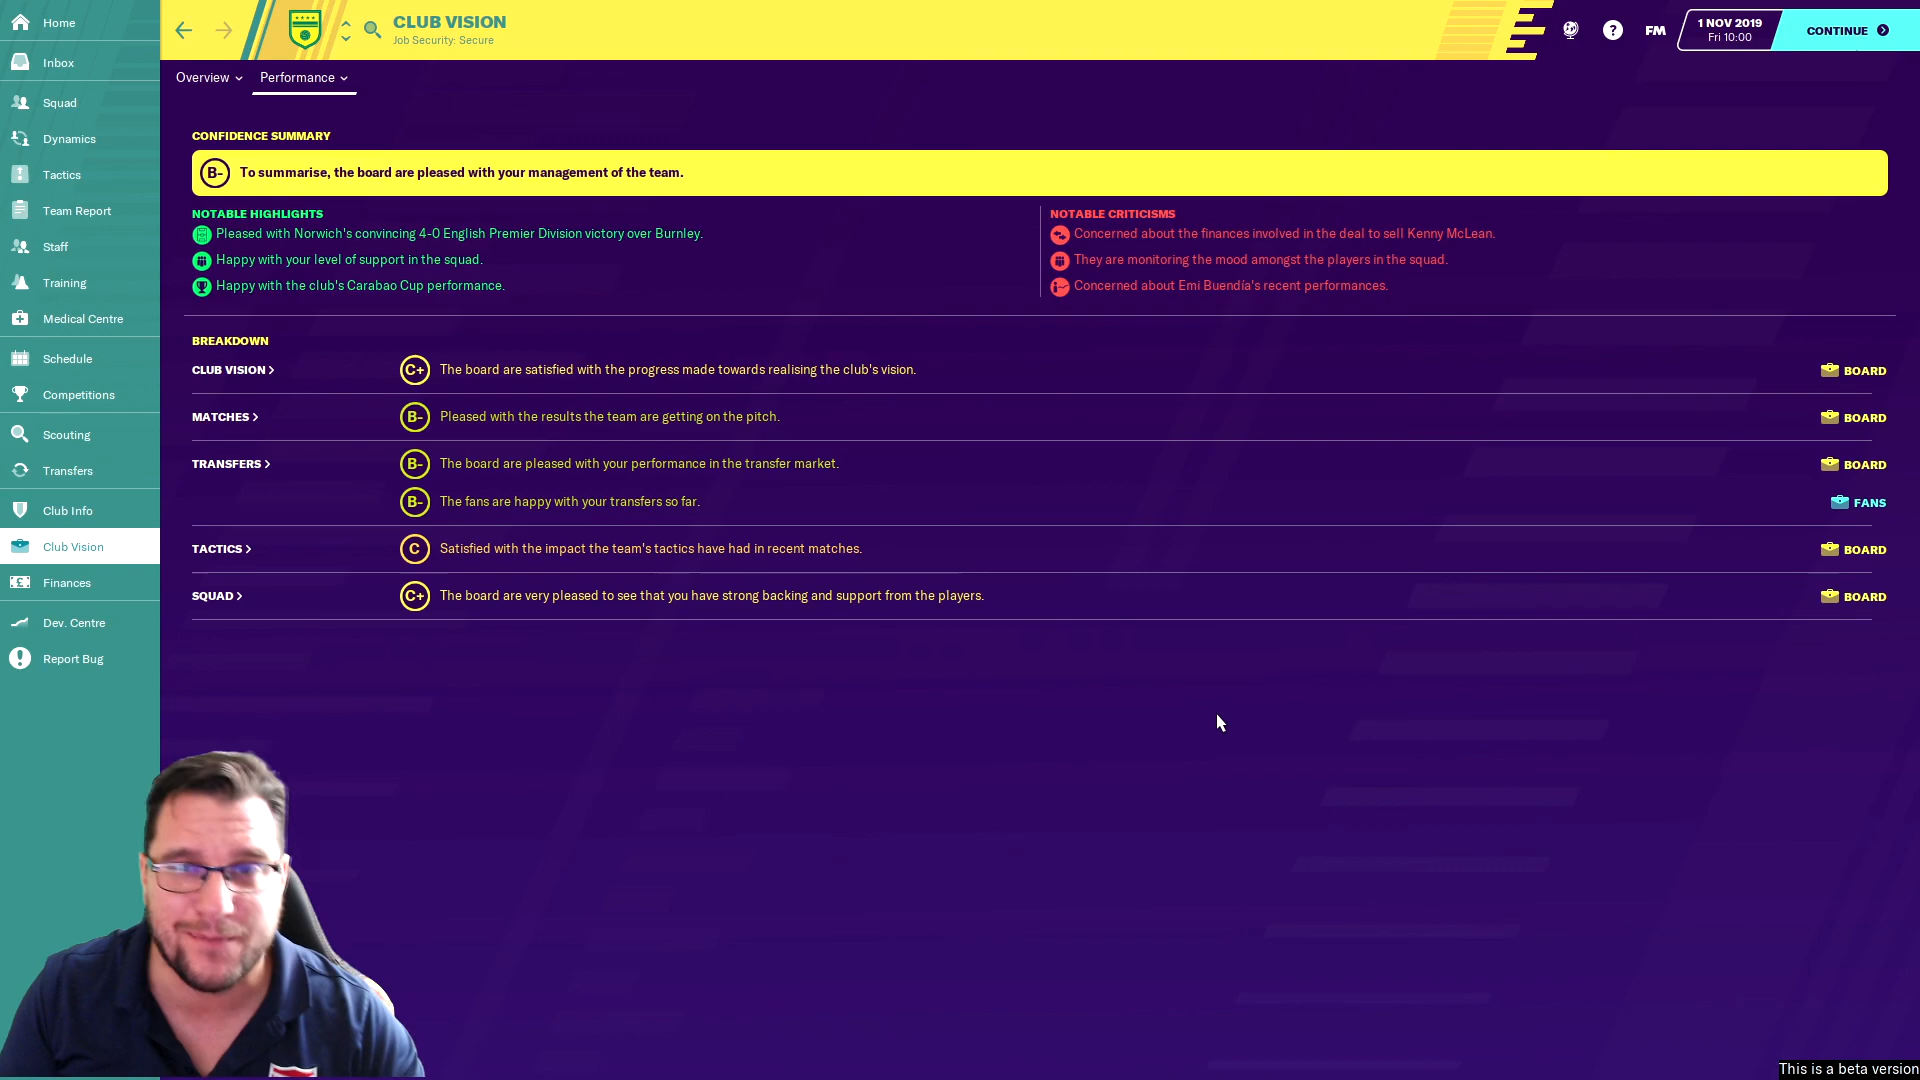 Home
Inbox
Squad
Dynamics
Tactics
Team Report
Staff
Training
Medical Centre
Schedule
Competitions
Scouting
Transfers
Club Info
Club Vision
Finances
Dev. Centre
Report Bug
CLUB VISION
Job Security: Secure
?
FM
1 NOV 2019
Fri 10:00
CONTINUE
Overview
Performance
CONFIDENCE SUMMARY
B- To summarise, the board are pleased with your management of the team.
NOTABLE HIGHLIGHTS
Pleased with Norwich's convincing 4-0 English Premier Division victory over Burnley.
Happy with your level of support in the squad.
Happy with the club's Carabao Cup performance.
NOTABLE CRITICISMS
Concerned about the finances involved in the deal to sell Kenny McLean.
They are monitoring the mood amongst the players in the squad.
Concerned about Emi Buendía's recent performances.
BREAKDOWN
CLUB VISION > C+ The board are satisfied with the progress made towards realising the club's vision. BOARD
MATCHES > B- Pleased with the results the team are getting on the pitch. BOARD
TRANSFERS > B- The board are pleased with your performance in the transfer market. BOARD
B- The fans are happy with your transfers so far. FANS
TACTICS > C Satisfied with the impact the team's tactics have had in recent matches. BOARD
SQUAD > C+ The board are very pleased to see that you have strong backing and support from the players. BOARD
This is a beta version